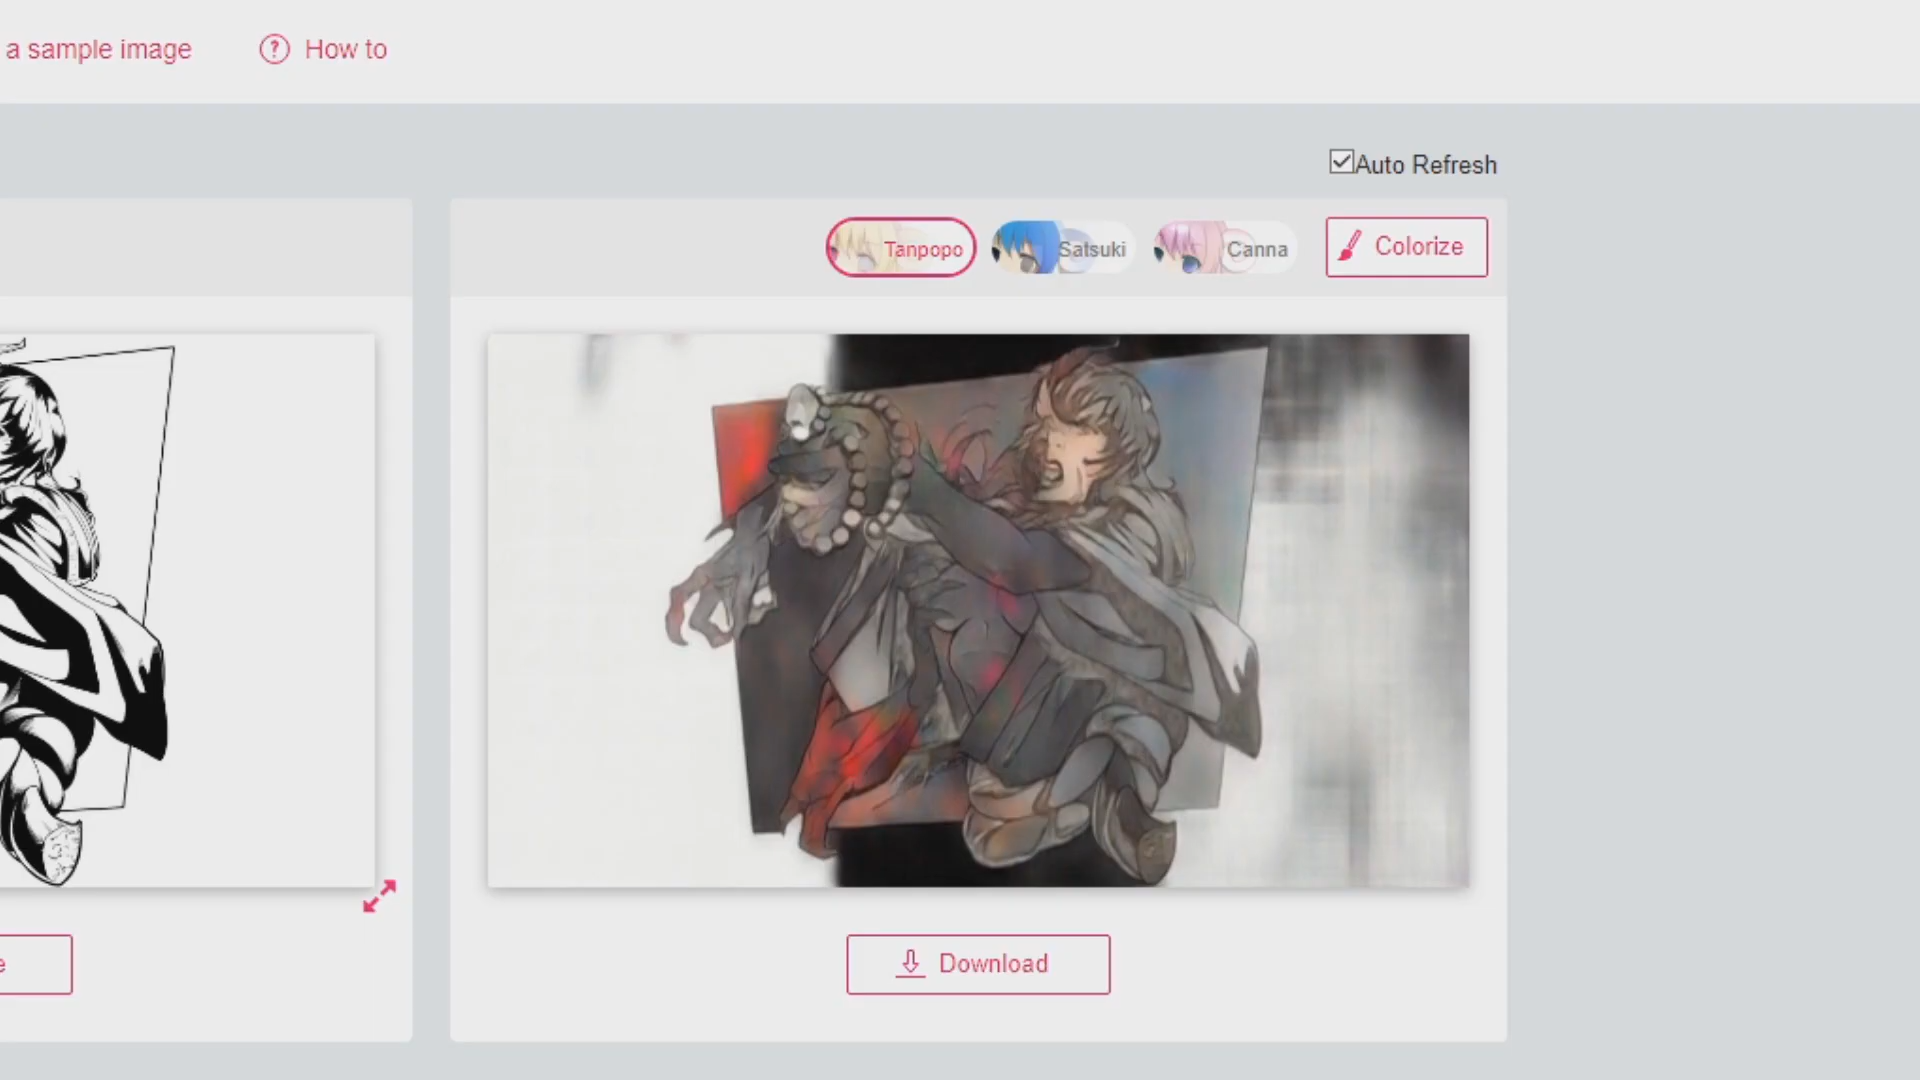 a sample image
How to
Auto Refresh
Tanpopo
Satsuki
Canna
Colorize
Download